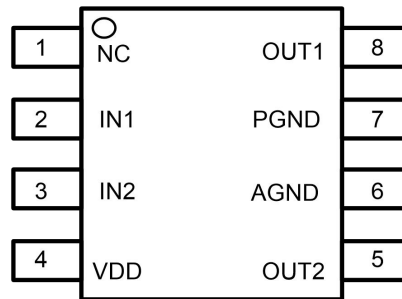 1 NC OUT1 8
2 IN1 PGND 7
3 IN2 AGND 6
4 VDD OUT2 5